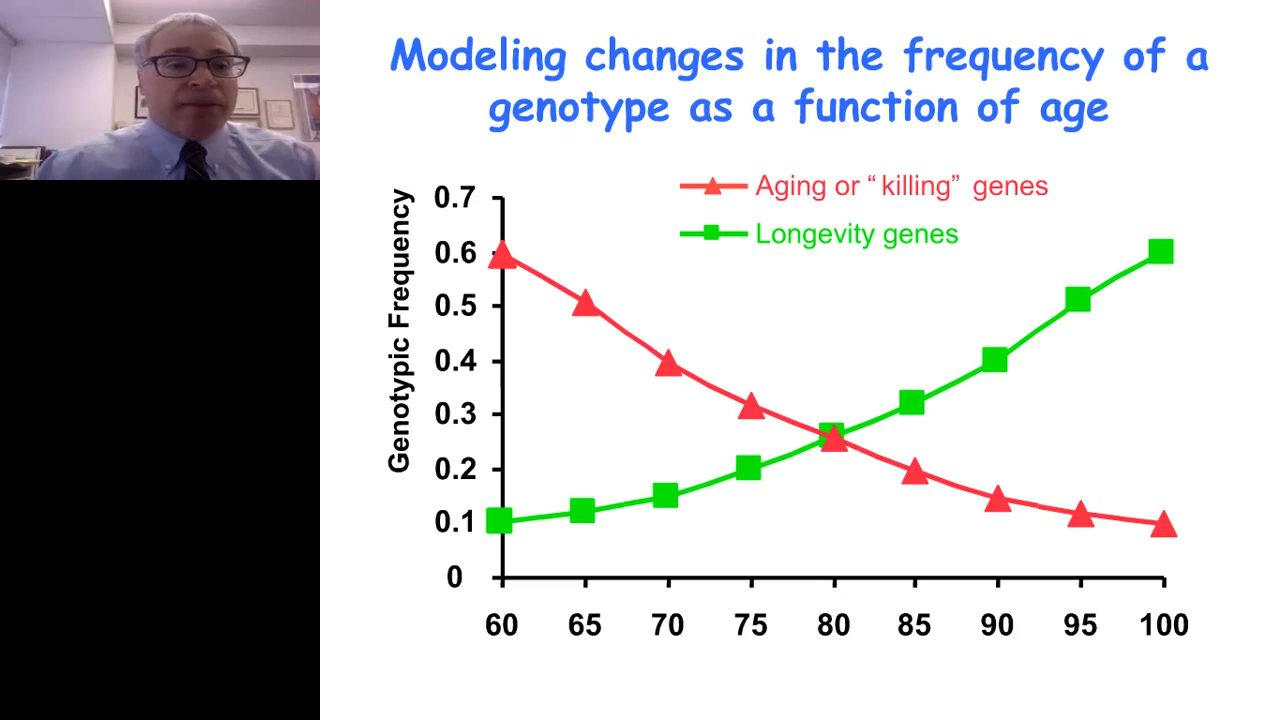 Modeling changes in the frequency of a
genotype as a function of age
Aging or “killing” genes
Longevity genes
Genotypic Frequency
0.7
0.6
0.5
0.4
0.3
0.2
0.1
0
60 65 70 75 80 85 90 95 100